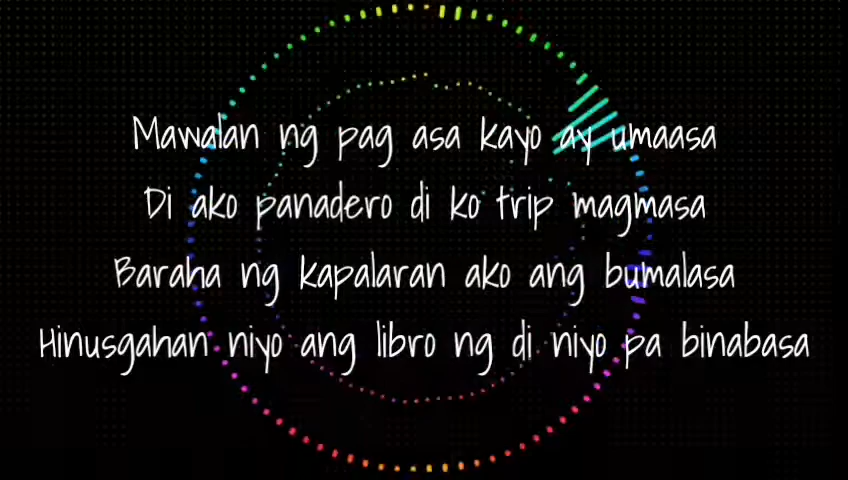 Mawalan ng pag asa kayo ay umaasa
Di ako panadero di ko trip magmasa
Baraha ng kapalaran ako ang bumalasa
Hinusgahan niyo ang libro ng di niyo pa binabasa